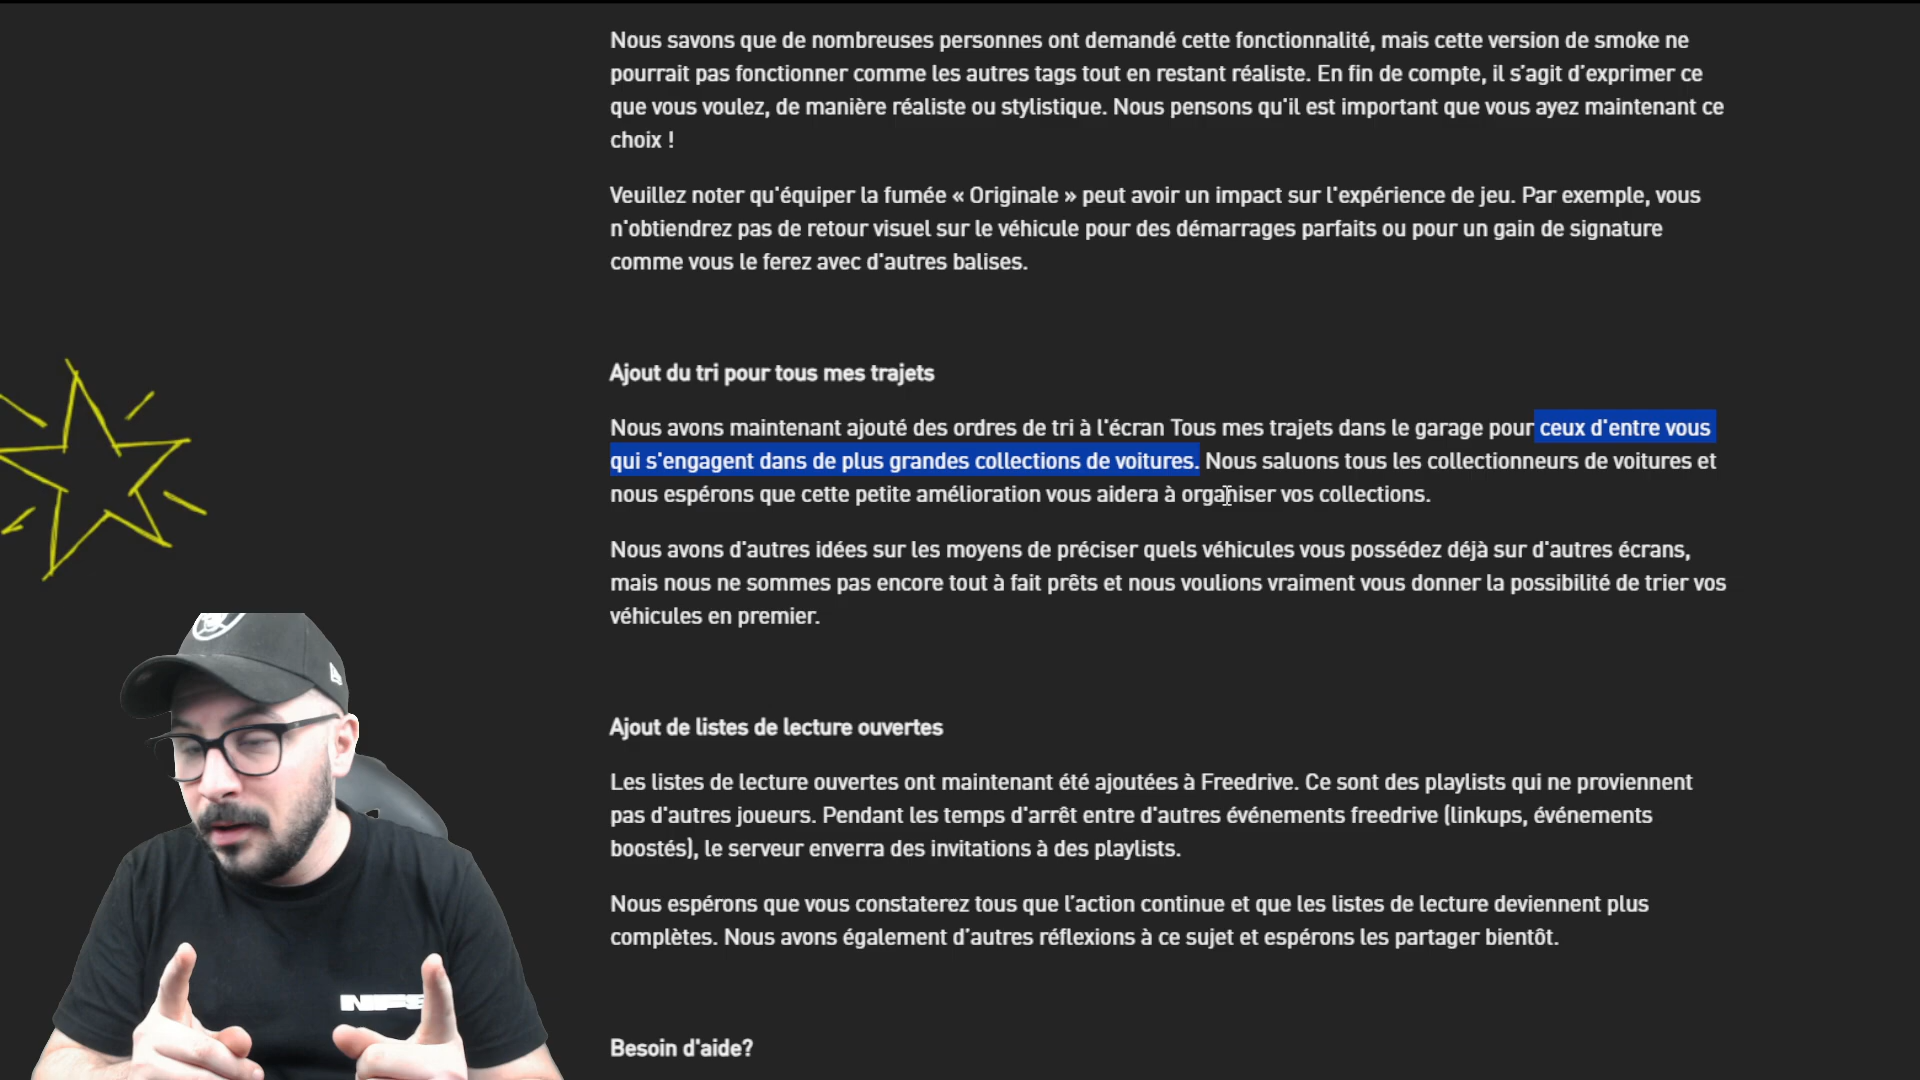 Nous savons que de nombreuses personnes ont demandé cette fonctionnalité, mais cette version de smoke ne
pourrait pas fonctionner comme les autres tags tout en restant réaliste. En fin de compte, il s'agit d'exprimer ce
que vous voulez, de manière réaliste ou stylistique. Nous pensons qu'il est important que vous ayez maintenant ce
choix !
Veuillez noter qu'équiper la fumée « Originale » peut avoir un impact sur l'expérience de jeu. Par exemple, vous
n'obtiendrez pas de retour visuel sur le véhicule pour des démarrages parfaits ou pour un gain de signature
comme vous le ferez avec d'autres balises.
Ajout du tri pour tous mes trajets
Nous avons maintenant ajouté des ordres de tri à l'écran Tous mes trajets dans le garage pour ceux d'entre vous
qui s'engagent dans de plus grandes collections de voitures. Nous saluons tous les collectionneurs de voitures et
nous espérons que cette petite amélioration vous aidera à organiser vos collections.
Nous avons d'autres idées sur les moyens de préciser quels véhicules vous possédez déjà sur d'autres écrans,
mais nous ne sommes pas encore tout à fait prêts et nous voulions vraiment vous donner la possibilité de trier vos
véhicules en premier.
Ajout de listes de lecture ouvertes
Les listes de lecture ouvertes ont maintenant été ajoutées à Freedrive. Ce sont des playlists qui ne proviennent
pas d'autres joueurs. Pendant les temps d'arrêt entre d'autres événements freedrive (linkups, événements
boostés), le serveur enverra des invitations à des playlists.
Nous espérons que vous constaterez tous que l'action continue et que les listes de lecture deviennent plus
complètes. Nous avons également d'autres réflexions à ce sujet et espérons les partager bientôt.
Besoin d'aide?